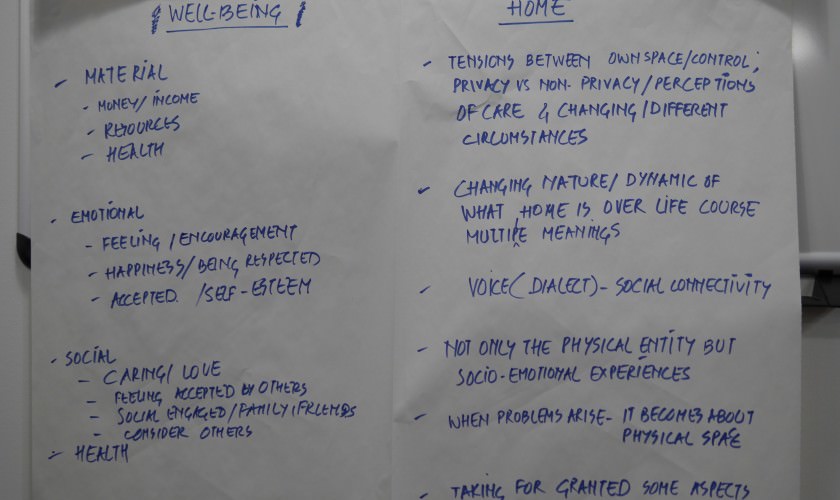 WELL-BEING
- MATERIAL
- MONEY/ INCOME
- RESOURCES
- HEALTH
- EMOTIONAL
- FEELING / ENCOURAGEMENT
- HAPPINESS/ BEING RESPECTED
- ACCEPTED. /SELF-ESTEEM
- SOCIAL
- CARING/ LOVE
- FEELING ACCEPTED BY OTHERS
- SOCIAL ENGAGED/FAMILY, FRIENDS
- CONSIDER OTHERS
- HEALTH
HOME
- TENSIONS BETWEEN OWN SPACE/CONTROL;
PRIVACY VS NON-PRIVACY/PERCEPTIONS
OF CARE & CHANGING/DIFFERENT
CIRCUMSTANCES
- CHANGING NATURE/ DYNAMIC OF
WHAT HOME IS OVER LIFE COURSE
MULTIPLE MEANINGS
- VOICE (DIALECT) - SOCIAL CONNECTIVITY
- NOT ONLY THE PHYSICAL ENTITY BUT
SOCIO-EMOTIONAL EXPERIENCES
- WHEN PROBLEMS ARISE- IT BECOMES ABOUT
PHYSICAL SPACE
- TAKING FOR GRANTED SOME ASPECTS